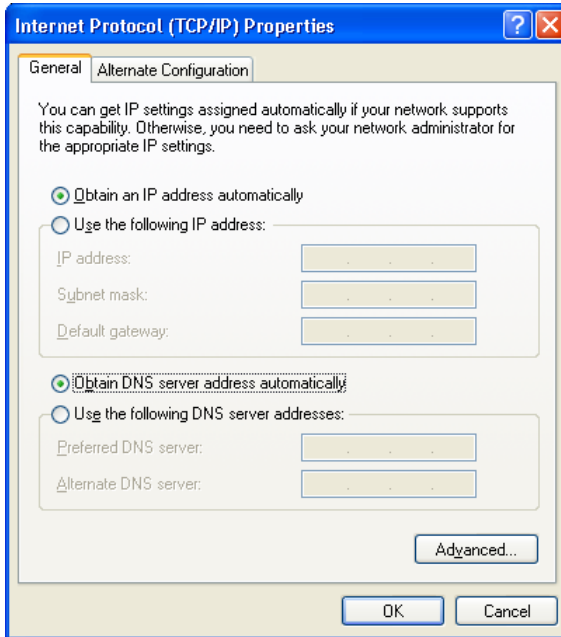 Internet Protocol (TCP/IP) Properties
General
Alternate Configuration
You can get IP settings assigned automatically if your network supports
this capability. Otherwise, you need to ask your network administrator for
the appropriate IP settings.
Obtain an IP address automatically
Use the following IP address:
IP address:
Subnet mask:
Default gateway:
Obtain DNS server address automatically
Use the following DNS server addresses:
Preferred DNS server:
Alternate DNS server:
Advanced...
OK
Cancel